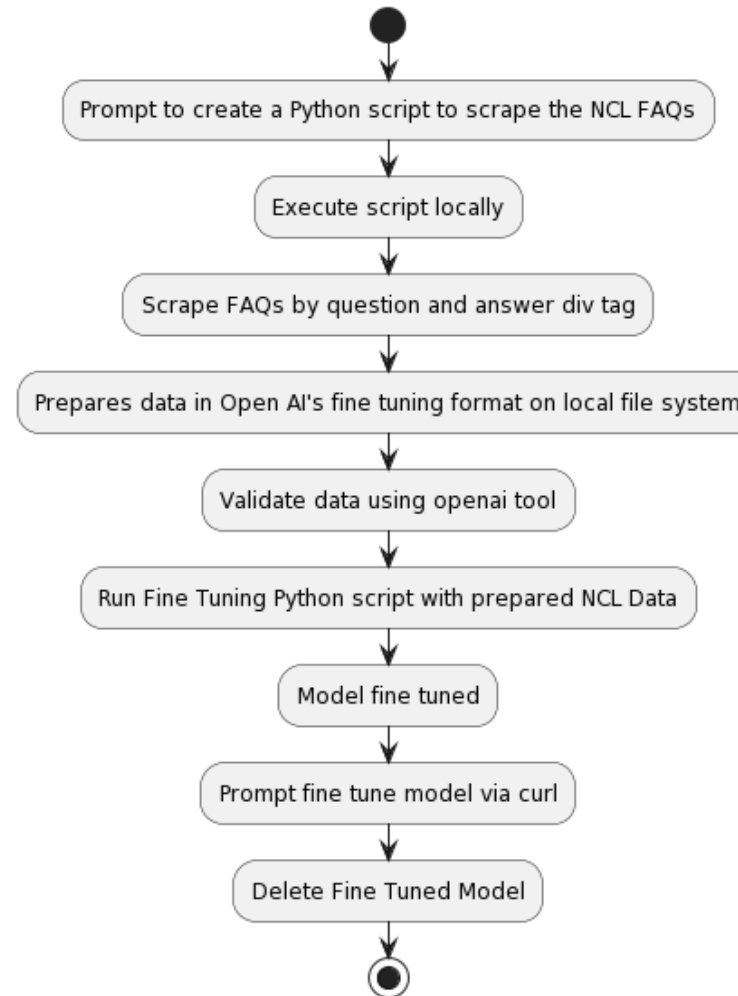 Prompt to create a Python script to scrape the NCL FAQs
Execute script locally
Scrape FAQs by question and answer div tag
Prepares data in Open AI's fine tuning format on local file system
Validate data using openai tool
Run Fine Tuning Python script with prepared NCL Data
Model fine tuned
Prompt fine tune model via curl
Delete Fine Tuned Model